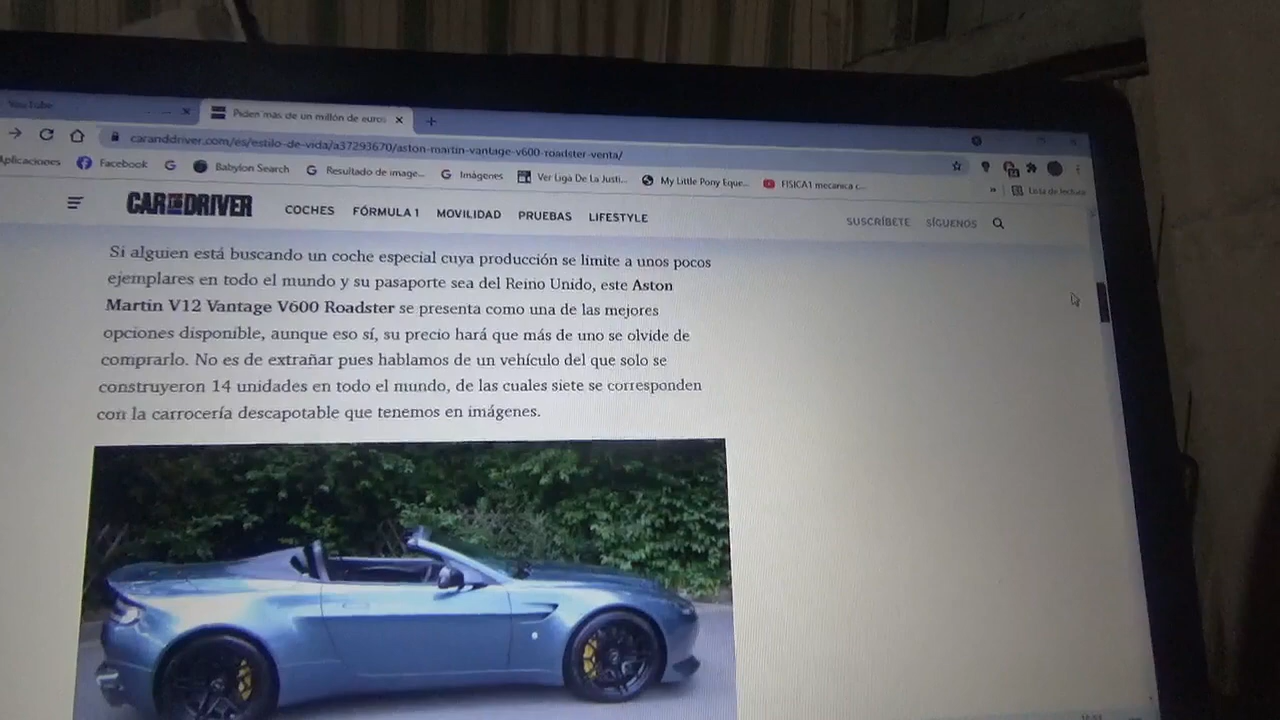 YouTube
Piden más de un millón de euros
caranddriver.com/es/estilo-de-vida/a37293670/aston-martin-vantage-v600-roadster-venta/
Aplicaciones Facebook Babylon Search Resultado de image... Imágenes Ver Liga De La Justi... My Little Pony Eque... FISICA1 mecanica c... » Lista de lectura
CAR AND DRIVER COCHES FÓRMULA 1 MOVILIDAD PRUEBAS LIFESTYLE SUSCRÍBETE SÍGUENOS
Si alguien está buscando un coche especial cuya producción se limite a unos pocos
ejemplares en todo el mundo y su pasaporte sea del Reino Unido, este Aston
Martin V12 Vantage V600 Roadster se presenta como una de las mejores
opciones disponible, aunque eso sí, su precio hará que más de uno se olvide de
comprarlo. No es de extrañar pues hablamos de un vehículo del que solo se
construyeron 14 unidades en todo el mundo, de las cuales siete se corresponden
con la carrocería descapotable que tenemos en imágenes.